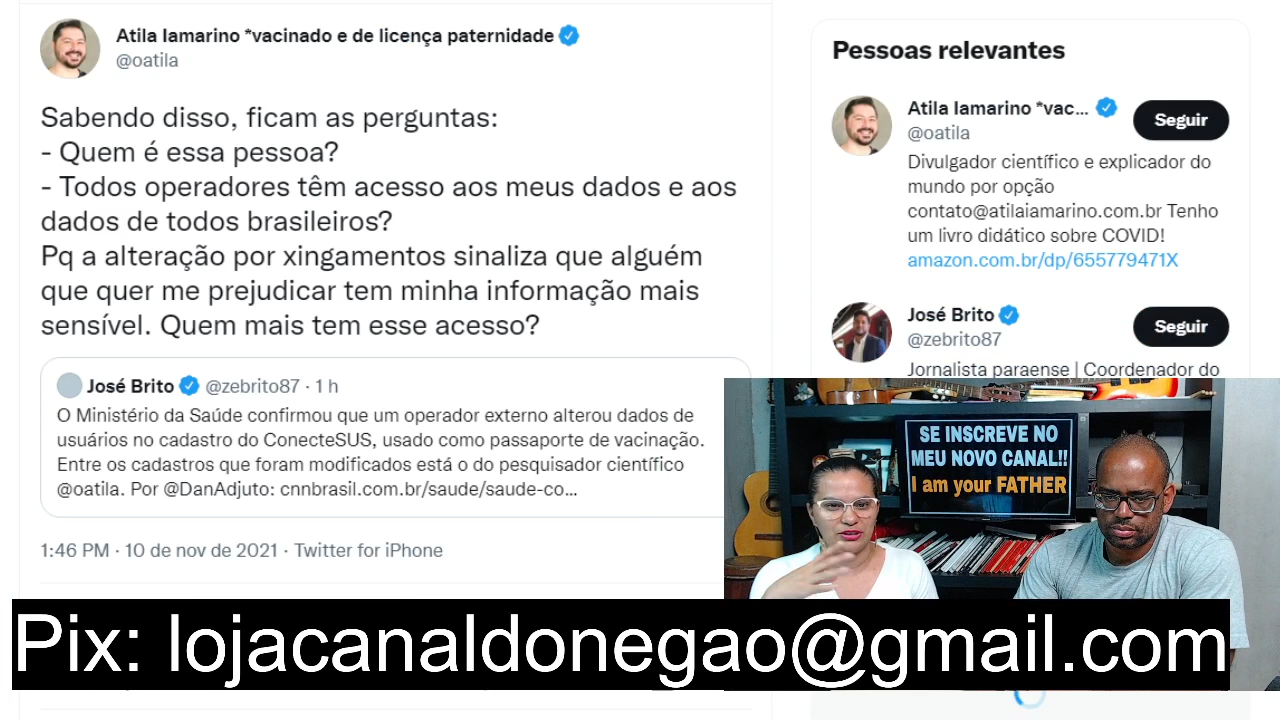 Atila Iamarino *vacinado e de licença paternidade
@oatila
Sabendo disso, ficam as perguntas:
- Quem é essa pessoa?
- Todos operadores têm acesso aos meus dados e aos
dados de todos brasileiros?
Pq a alteração por xingamentos sinaliza que alguém
que quer me prejudicar tem minha informação mais
sensível. Quem mais tem esse acesso?
José Brito @zebrito87 · 1 h
O Ministério da Saúde confirmou que um operador externo alterou dados de
usuários no cadastro do ConecteSUS, usado como passaporte de vacinação.
Entre os cadastros que foram modificados está o do pesquisador científico
@oatila. Por @DanAdjuto: cnnbrasil.com.br/saude/saude-co...
1:46 PM · 10 de nov de 2021 · Twitter for iPhone
Pessoas relevantes
Atila Iamarino *vac...
@oatila
Seguir
Divulgador científico e explicador do
mundo por opção
contato@atilaiamarino.com.br Tenho
um livro didático sobre COVID!
amazon.com.br/dp/655779471X
José Brito
@zebrito87
Seguir
Jornalista paraense | Coordenador do
SE INSCREVE NO
MEU NOVO CANAL!!
I am your FATHER
Pix: lojacanaldonegao@gmail.com